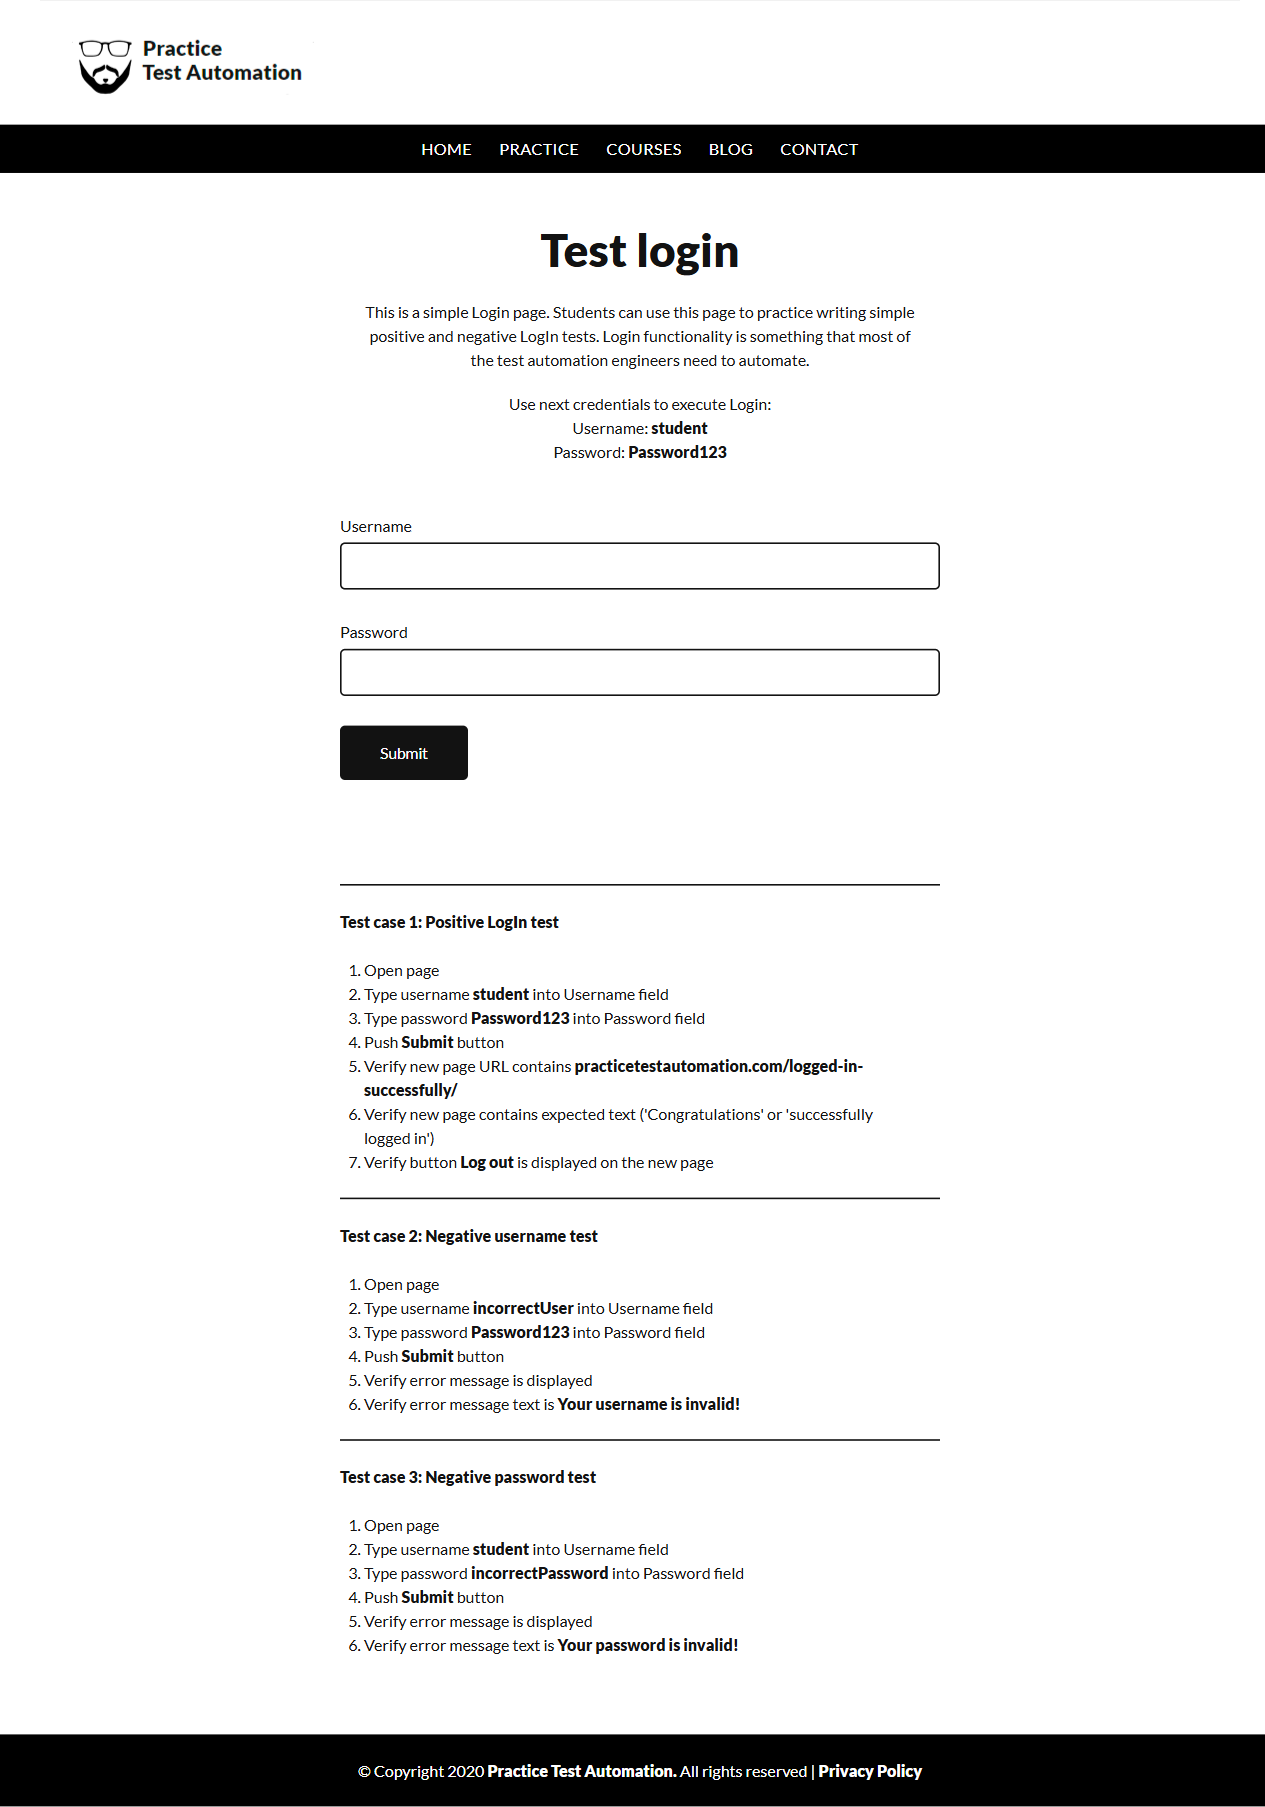 Practice
Test Automation
HOME PRACTICE COURSES BLOG CONTACT
Test login
This is a simple Login page. Students can use this page to practice writing simple
positive and negative LogIn tests. Login functionality is something that most of
the test automation engineers need to automate.
Use next credentials to execute Login:
Username: student
Password: Password123
Username
Password
Submit
Test case 1: Positive LogIn test
1. Open page
2. Type username student into Username field
3. Type password Password123 into Password field
4. Push Submit button
5. Verify new page URL contains practicetestautomation.com/logged-in-
successfully/
6. Verify new page contains expected text ('Congratulations' or 'successfully
logged in')
7. Verify button Log out is displayed on the new page
Test case 2: Negative username test
1. Open page
2. Type username incorrectUser into Username field
3. Type password Password123 into Password field
4. Push Submit button
5. Verify error message is displayed
6. Verify error message text is Your username is invalid!
Test case 3: Negative password test
1. Open page
2. Type username student into Username field
3. Type password incorrectPassword into Password field
4. Push Submit button
5. Verify error message is displayed
6. Verify error message text is Your password is invalid!
© Copyright 2020 Practice Test Automation. All rights reserved | Privacy Policy